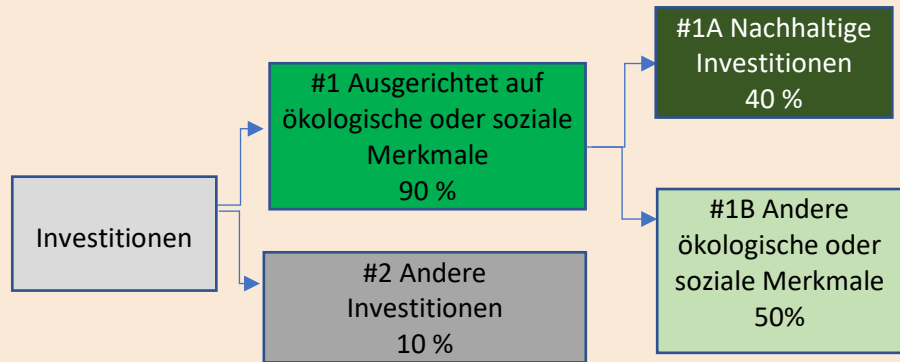 Investitionen
#1 Ausgerichtet auf
ökologische oder soziale
Merkmale
90 %
#2 Andere
Investitionen
10 %
#1A Nachhaltige
Investitionen
40 %
#1B Andere
ökologische oder
soziale Merkmale
50%